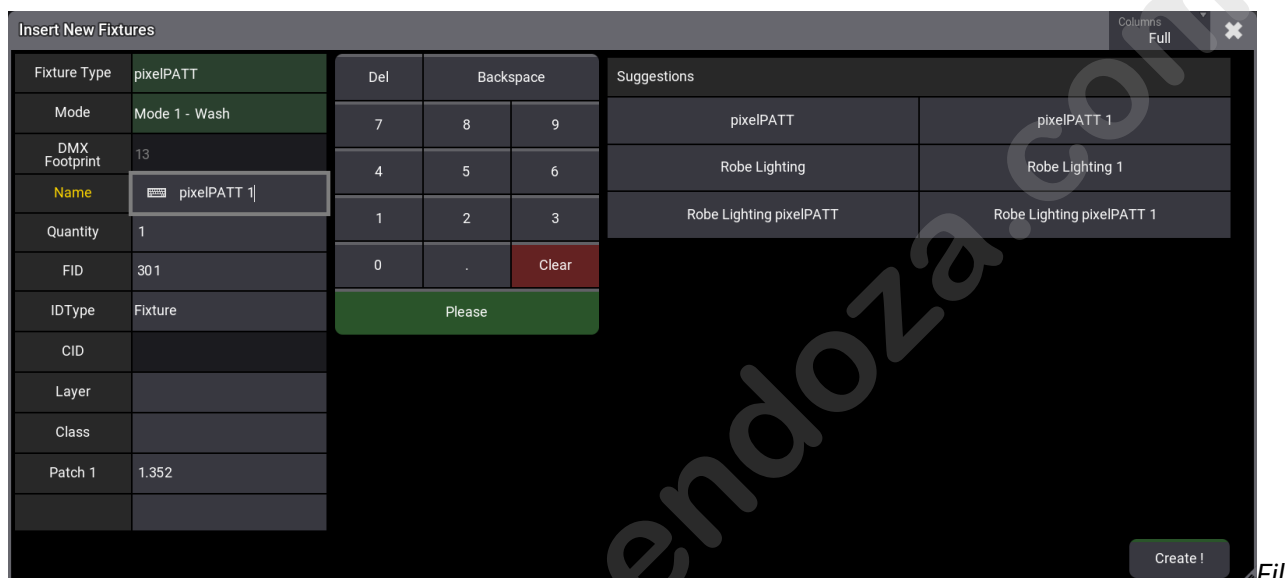 Insert New Fixtures
Columns
Full
Fixture Type pixelPATT
Mode Mode 1 - Wash
DMX
Footprint 13
Name pixelPATT 1
Quantity 1
FID 301
IDType Fixture
CID
Layer
Class
Patch 1 1.352
Del Backspace
7 8 9
4 5 6
1 2 3
0 . Clear
Please
Suggestions
pixelPATT pixelPATT 1
Robe Lighting Robe Lighting 1
Robe Lighting pixelPATT Robe Lighting pixelPATT 1
Create !
Fil
endoza.com